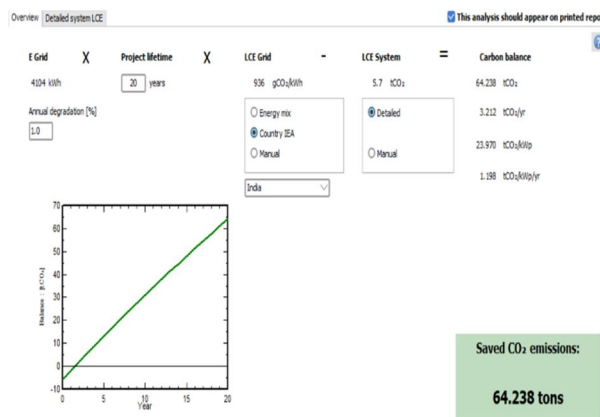 Overview Detailed system LCE
This analysis should appear on printed repo
E Grid X Project lifetime X LCE Grid - LCE System = Carbon balance
4104 kWh 20 years 936 gCO₂/kWh 5.7 tCO₂ 64.238 tCO₂
Annual degradation [%]
1.0
Energy mix
Country IEA
Manual
India
Detailed
Manual
3.212 tCO₂/yr
23.970 tCO₂/kWp
1.198 tCO₂/kWp/yr
70
60
50
40
30
20
10
0
-10
Balance : [tCO₂]
0 5 10 15 20
Year
Saved CO₂ emissions:
64.238 tons